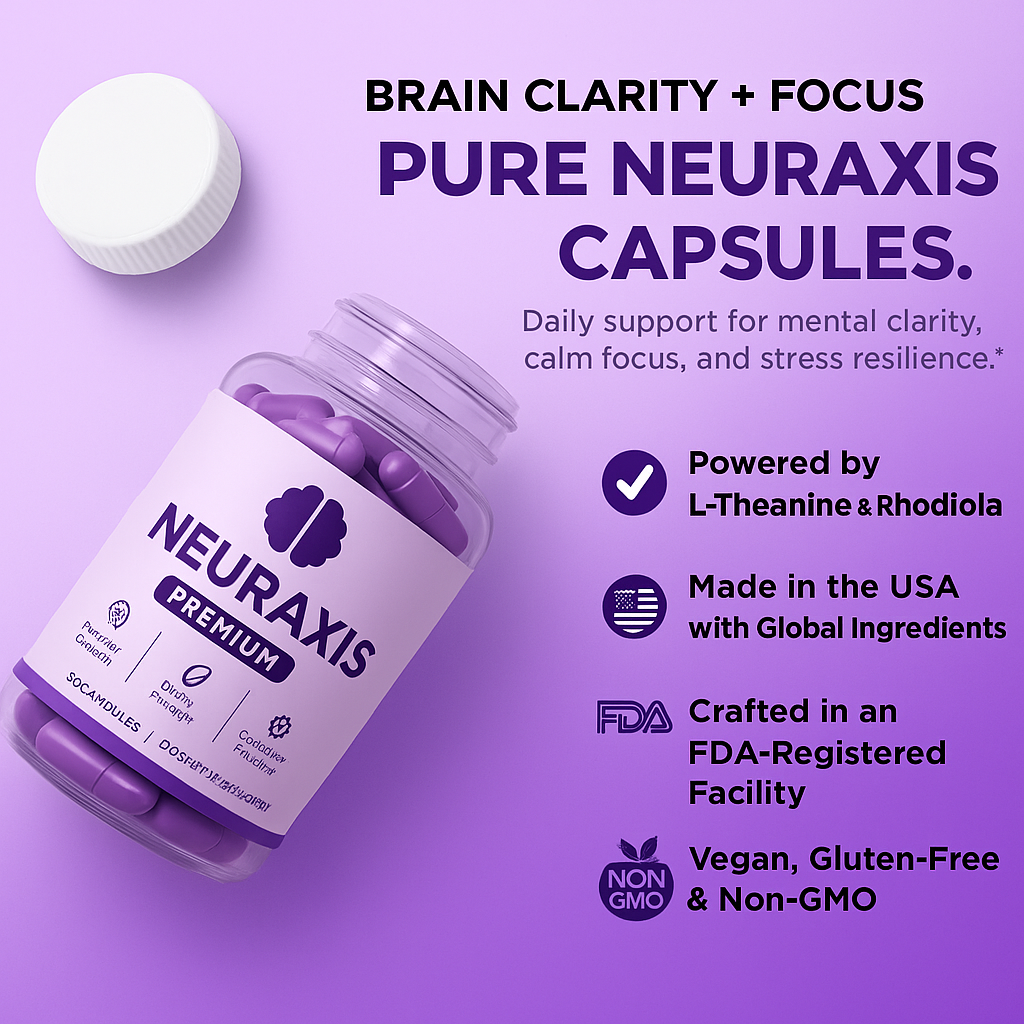 BRAIN CLARITY + FOCUS
PURE NEURAXIS
CAPSULES.
Daily support for mental clarity,
calm focus, and stress resilience.*
Powered by
L-Theanine & Rhodiola
Made in the USA
with Global Ingredients
FDA
Crafted in an
FDA-Registered
Facility
NON
GMO
Vegan, Gluten-Free
& Non-GMO
NEURAXIS
PREMIUM
SOCAMDULES